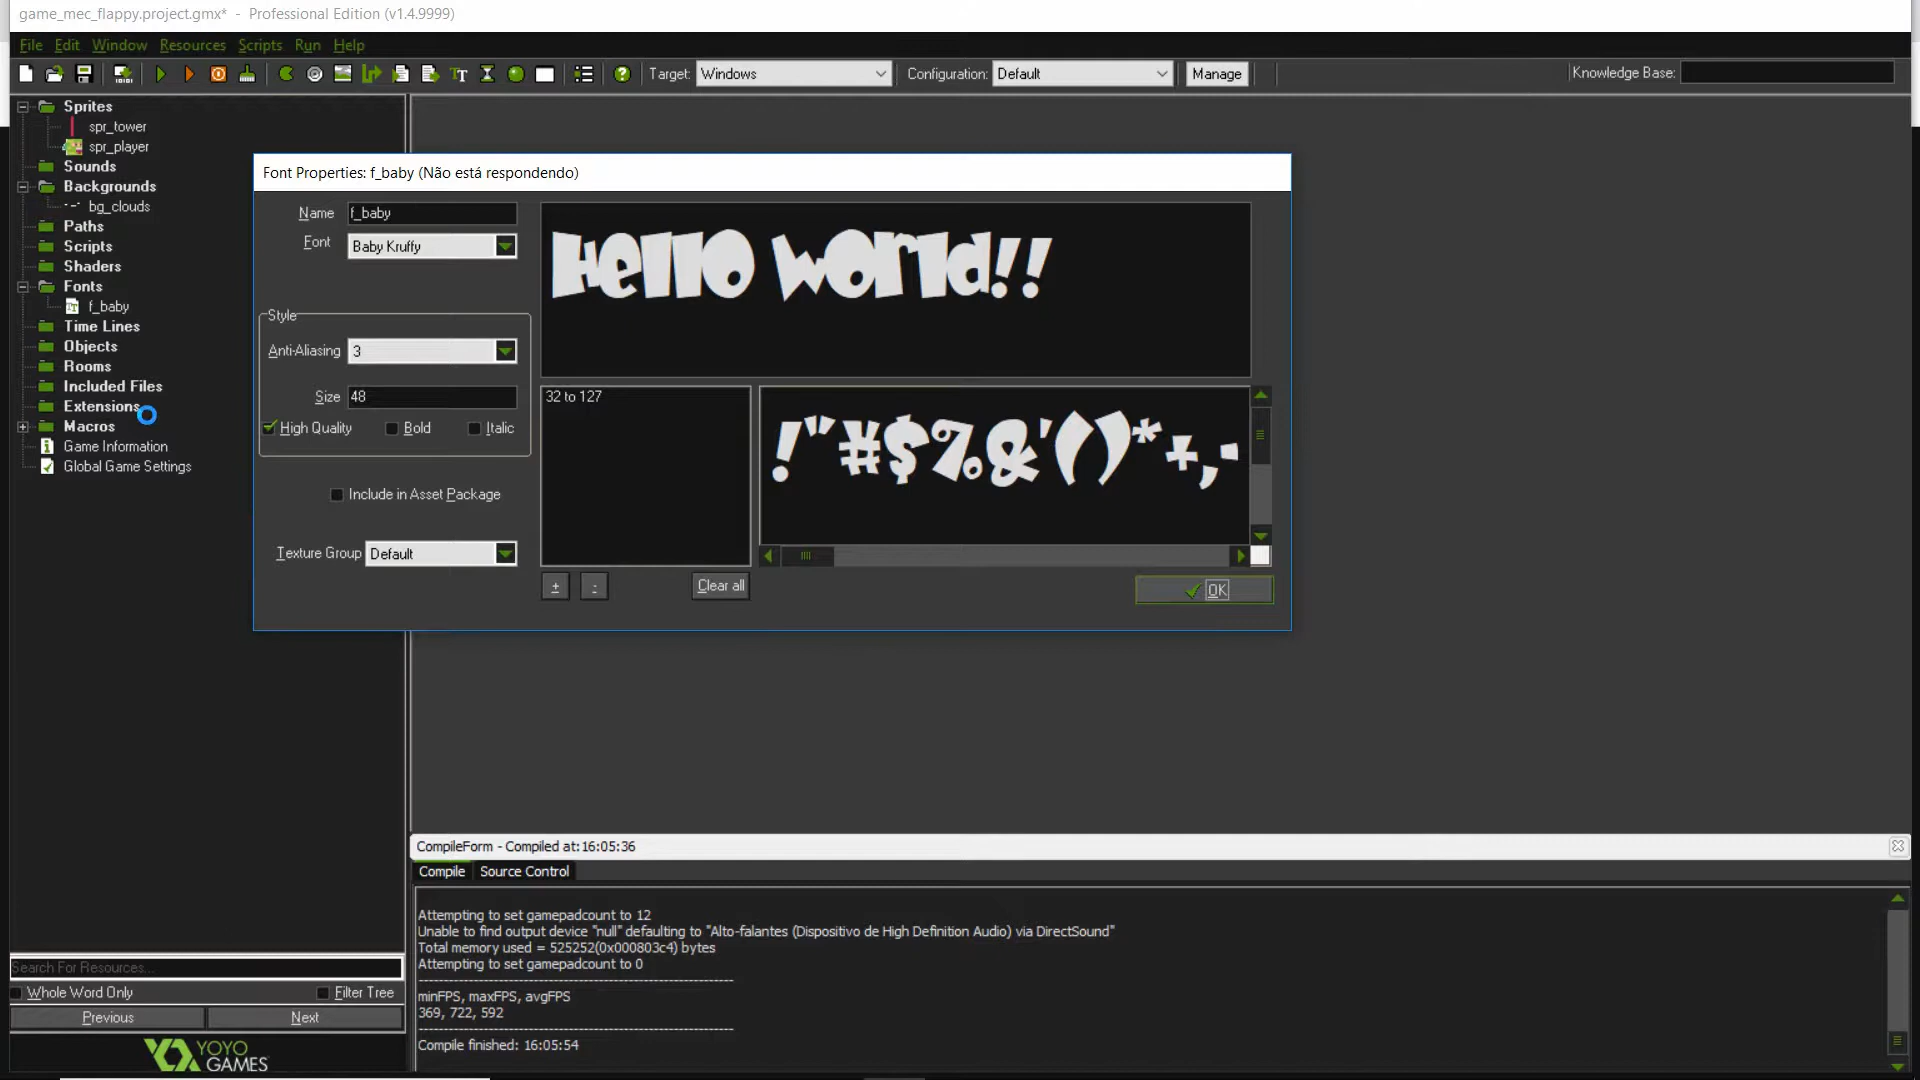 game_mec_flappy.project.gmx*  -  Professional Edition (v1.4.9999)
File Edit Window Resources Scripts Run Help
Target: Windows Configuration: Default Manage Knowledge Base:
Sprites
spr_tower
spr_player
Sounds
Backgrounds
bg_clouds
Paths
Scripts
Shaders
Fonts
f_baby
Time Lines
Objects
Rooms
Included Files
Extensions
Macros
Game Information
Global Game Settings
Font Properties: f_baby (Não está respondendo)
Name f_baby
Font Baby Kruffy
Style
Anti-Aliasing 3
Size 48
High Quality Bold Italic
Include in Asset Package
Texture Group Default
Hello World!!
32 to 127
!"#$%&'()*+,-
+ - Clear all
OK
CompileForm - Compiled at:16:05:36
Compile Source Control
Attempting to set gamepadcount to 12
Unable to find output device "null" defaulting to "Alto-falantes (Dispositivo de High Definition Audio) via DirectSound"
Total memory used = 525252(0x000803c4) bytes
Attempting to set gamepadcount to 0
minFPS, maxFPS, avgFPS
369, 722, 592
Compile finished: 16:05:54
Search For Resources...
Whole Word Only Filter Tree
Previous Next
YOYO
GAMES